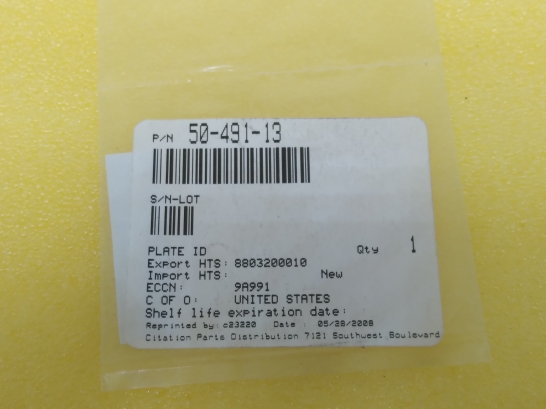 P/N 50-491-13
S/N-LOT
PLATE ID Qty 1
Export HTS: 8803200010
Import HTS: New
ECCN: 9A991
C OF O: UNITED STATES
Shelf life expiration date:
Reprinted by: c23220 Date : 05/28/2008
Citation Parts Distribution 7121 Southwest Boulevard